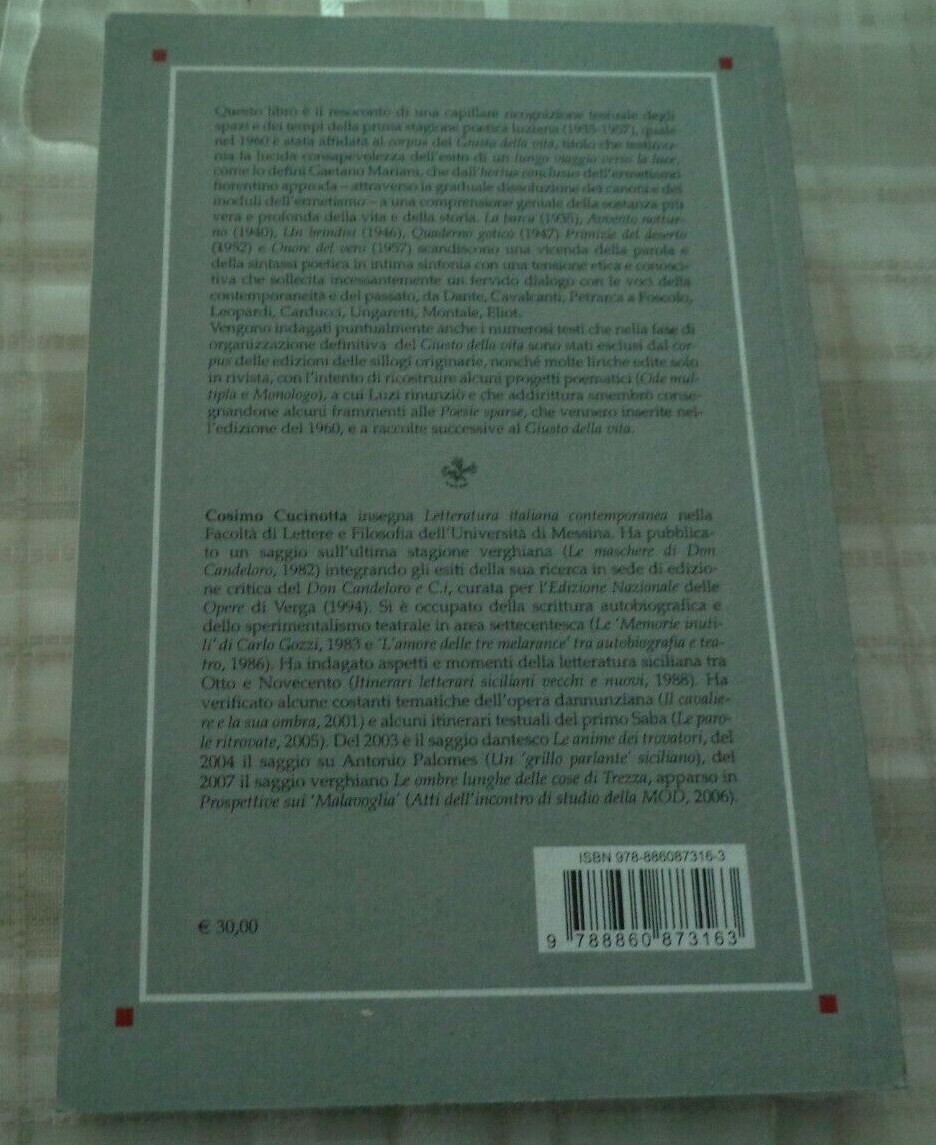 Questo libro è il resoconto di una capillare ricognizione testuale degli
spazi e dei tempi della prima stagione poetica luziana (1935-1957), quale
nel 1960 è stata affidata al corpus del Giusto della vita, titolo che testimo-
nia la lucida consapevolezza dell'esito di un lungo viaggio verso la luce,
come lo definì Gaetano Mariani, che dall'hortus conclusus dell'ermetismo
fiorentino approda – attraverso la graduale dissoluzione dei canoni e dei
moduli dell'ermetismo – a una comprensione geniale della sostanza più
vera e profonda della vita e della storia. La barca (1935), Avvento nottur-
no (1940), Un brindisi (1946), Quaderno gotico (1947) Primizie del deserto
(1952) e Onore del vero (1957) scandiscono una vicenda della parola e
della sintassi poetica in intima sintonia con una tensione etica e conosci-
tiva che sollecita incessantemente un fervido dialogo con le voci della
contemporaneità e del passato, da Dante, Cavalcanti, Petrarca a Foscolo,
Leopardi, Carducci, Ungaretti, Montale, Eliot.
Vengono indagati puntualmente anche i numerosi testi che nella fase di
organizzazione definitiva del Giusto della vita sono stati esclusi dal cor-
pus delle edizioni delle sillogi originarie, nonché molte liriche edite solo
in rivista, con l'intento di ricostruire alcuni progetti poematici (Ode mul-
tipla e Monologo), a cui Luzi rinunziò e che addirittura smembrò conse-
gnandone alcuni frammenti alle Poesie sparse, che vennero inserite nel-
l'edizione del 1960, e a raccolte successive al Giusto della vita.
Cosimo Cucinotta insegna Letteratura italiana contemporanea nella
Facoltà di Lettere e Filosofia dell'Università di Messina. Ha pubblica-
to un saggio sull'ultima stagione verghiana (Le maschere di Don
Candeloro, 1982) integrando gli esiti della sua ricerca in sede di edizio-
ne critica del Don Candeloro e C.i, curata per l'Edizione Nazionale delle
Opere di Verga (1994). Si è occupato della scrittura autobiografica e
dello sperimentalismo teatrale in area settecentesca (Le 'Memorie inuti-
li' di Carlo Gozzi, 1983 e 'L'amore delle tre melarance' tra autobiografia e tea-
tro, 1986). Ha indagato aspetti e momenti della letteratura siciliana tra
Otto e Novecento (Itinerari letterari siciliani vecchi e nuovi, 1988). Ha
verificato alcune costanti tematiche dell'opera dannunziana (Il cavalie-
re e la sua ombra, 2001) e alcuni itinerari testuali del primo Saba (Le paro-
le ritrovate, 2005). Del 2003 è il saggio dantesco Le anime dei trovatori, del
2004 il saggio su Antonio Palomes (Un 'grillo parlante' siciliano), del
2007 il saggio verghiano Le ombre lunghe delle cose di Trezza, apparso in
Prospettive sui 'Malavoglia' (Atti dell'incontro di studio della MOD, 2006).
ISBN 978-886087316-3
€ 30,00
9 788860 873163